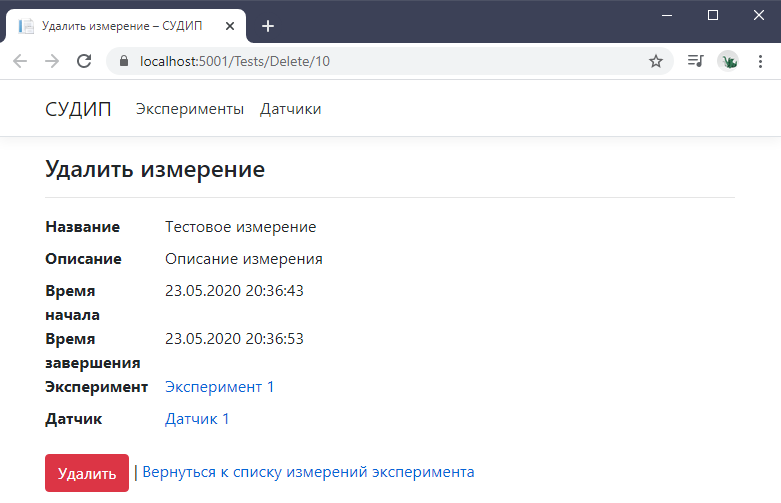 Удалить измерение – СУДИП
localhost:5001/Tests/Delete/10
СУДИП Эксперименты Датчики
Удалить измерение
Название Тестовое измерение
Описание Описание измерения
Время 23.05.2020 20:36:43
начала
Время 23.05.2020 20:36:53
завершения
Эксперимент Эксперимент 1
Датчик Датчик 1
Удалить | Вернуться к списку измерений эксперимента